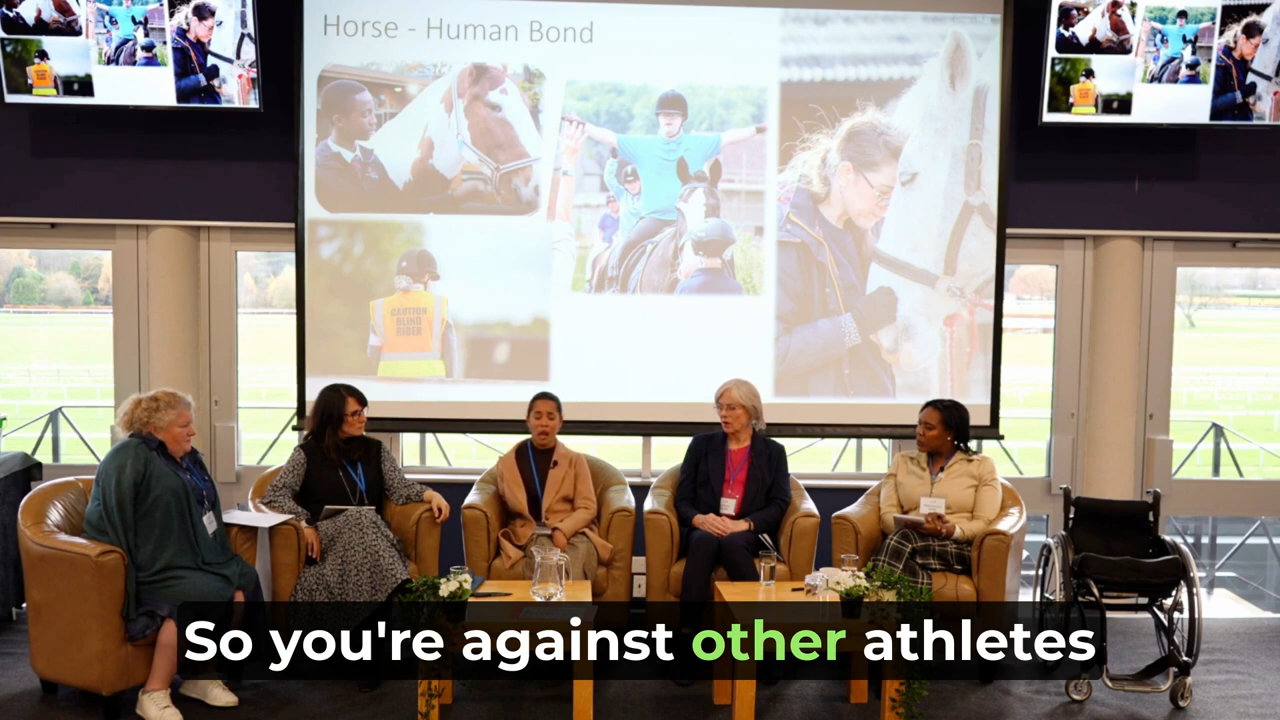 Horse - Human Bond
CAUTION
BLIND
RIDER
So you're against other athletes